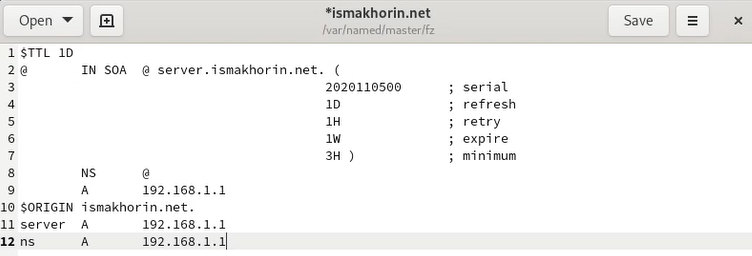 Open
*ismakhorin.net
/var/named/master/fz
Save
1 $TTL 1D
2 @       IN SOA  @ server.ismakhorin.net. (
3                                         2020110500      ; serial
4                                         1D              ; refresh
5                                         1H              ; retry
6                                         1W              ; expire
7                                         3H )            ; minimum
8         NS      @
9         A       192.168.1.1
10 $ORIGIN ismakhorin.net.
11 server  A       192.168.1.1
12 ns      A       192.168.1.1